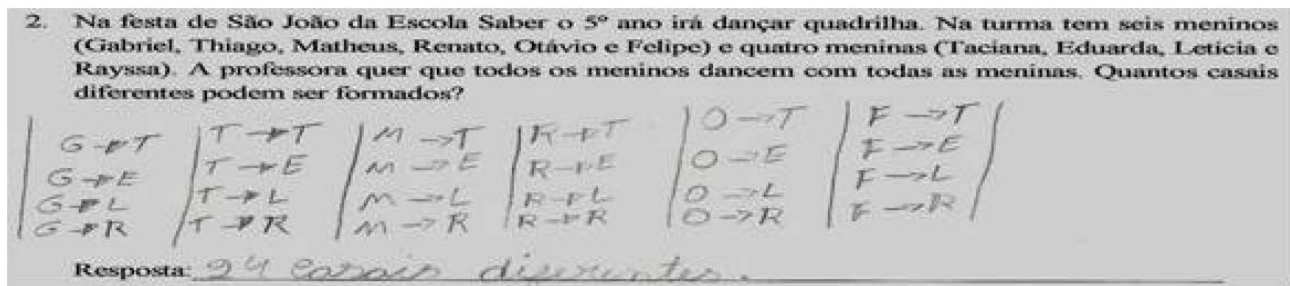 2. Na festa de São João da Escola Saber o 5º ano irá dançar quadrilha. Na turma tem seis meninos
(Gabriel, Thiago, Matheus, Renato, Otávio e Felipe) e quatro meninas (Taciana, Eduarda, Leticia e
Rayssa). A professora quer que todos os meninos dancem com todas as meninas. Quantos casais
diferentes podem ser formados?
G→T | T→T | M→T | R→T | O→T | F→T
G→E | T→E | M→E | R→E | O→E | F→E
G→L | T→L | M→L | R→L | O→L | F→L
G→R | T→R | M→R | R→R | O→R | F→R
Resposta: 24 casais diserentes.